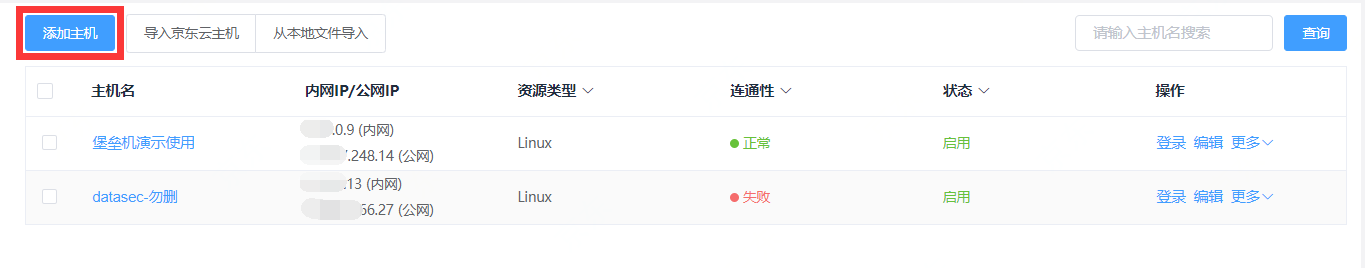 添加主机 导入京东云主机 从本地文件导入 请输入主机名搜索 查询
主机名 内网IP/公网IP 资源类型 连通性 状态 操作
堡垒机演示使用 .0.9 (内网) Linux 正常 启用 登录 编辑 更多
.248.14 (公网)
datasec-勿删 .13 (内网) Linux 失败 启用 登录 编辑 更多
66.27 (公网)